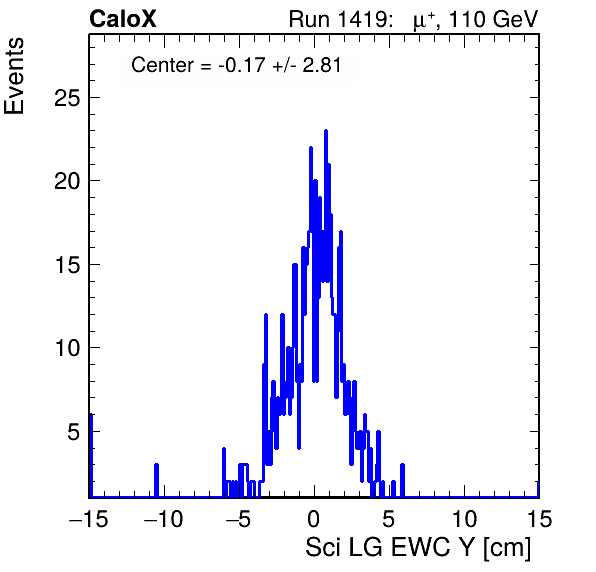 CaloX Run 1419: μ⁺, 110 GeV
Center = -0.17 +/- 2.81
Events
25
20
15
10
5
−15 −10 −5 0 5 10 15
Sci LG EWC Y [cm]